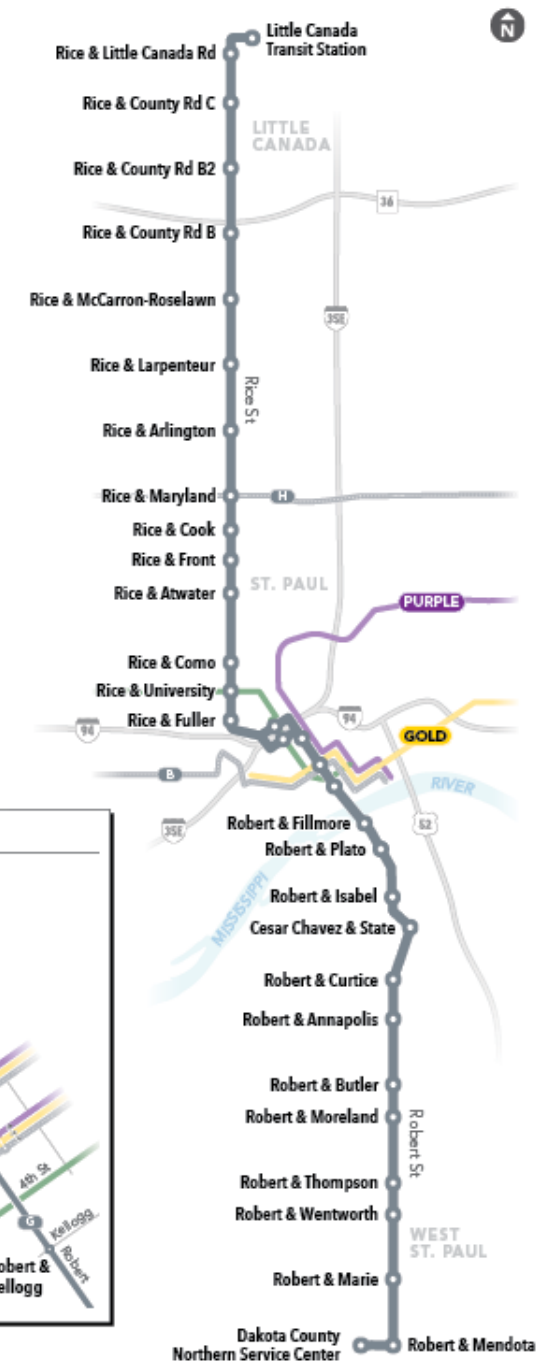 N
Little Canada
Transit Station
Rice & Little Canada Rd
Rice & County Rd C
LITTLE
CANADA
Rice & County Rd B2
36
Rice & County Rd B
Rice & McCarron-Roselawn
35E
Rice & Larpenteur
Rice St
Rice & Arlington
Rice & Maryland
H
Rice & Cook
Rice & Front
ST. PAUL
Rice & Atwater
PURPLE
Rice & Como
Rice & University
Rice & Fuller
94
94
GOLD
B
RIVER
35E
52
Robert & Fillmore
Robert & Plato
MISSISSIPPI
Robert & Isabel
Cesar Chavez & State
Robert & Curtice
Robert & Annapolis
Robert & Butler
Robert & Moreland
Robert St
Robert & Thompson
Robert & Wentworth
WEST
ST. PAUL
Robert & Marie
Dakota County
Northern Service Center
Robert & Mendota
4th St
G
Kellogg
Robert
obert &
ellogg